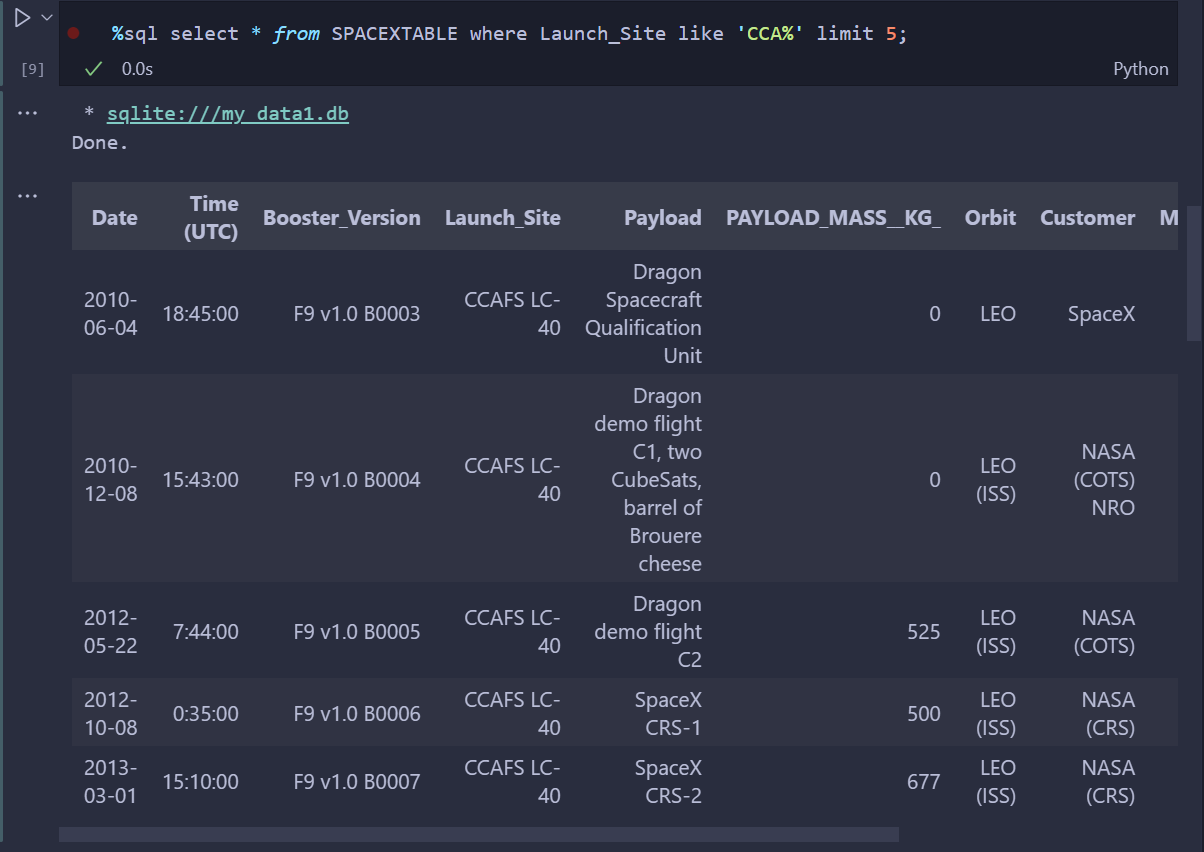 %sql select * from SPACEXTABLE where Launch_Site like 'CCA%' limit 5;
[9] 0.0s Python
* sqlite:///my_data1.db
Done.
Date Time (UTC) Booster_Version Launch_Site Payload PAYLOAD_MASS__KG_ Orbit Customer M
2010-06-04 18:45:00 F9 v1.0 B0003 CCAFS LC-40 Dragon Spacecraft Qualification Unit 0 LEO SpaceX
2010-12-08 15:43:00 F9 v1.0 B0004 CCAFS LC-40 Dragon demo flight C1, two CubeSats, barrel of Brouere cheese 0 LEO (ISS) NASA (COTS) NRO
2012-05-22 7:44:00 F9 v1.0 B0005 CCAFS LC-40 Dragon demo flight C2 525 LEO (ISS) NASA (COTS)
2012-10-08 0:35:00 F9 v1.0 B0006 CCAFS LC-40 SpaceX CRS-1 500 LEO (ISS) NASA (CRS)
2013-03-01 15:10:00 F9 v1.0 B0007 CCAFS LC-40 SpaceX CRS-2 677 LEO (ISS) NASA (CRS)